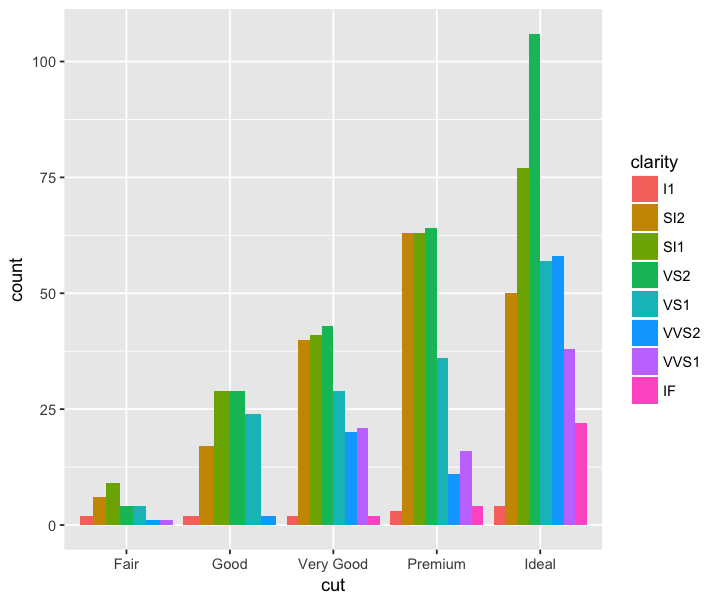 100
75
50
25
0
count
Fair Good Very Good Premium Ideal
cut
clarity
I1
SI2
SI1
VS2
VS1
VVS2
VVS1
IF